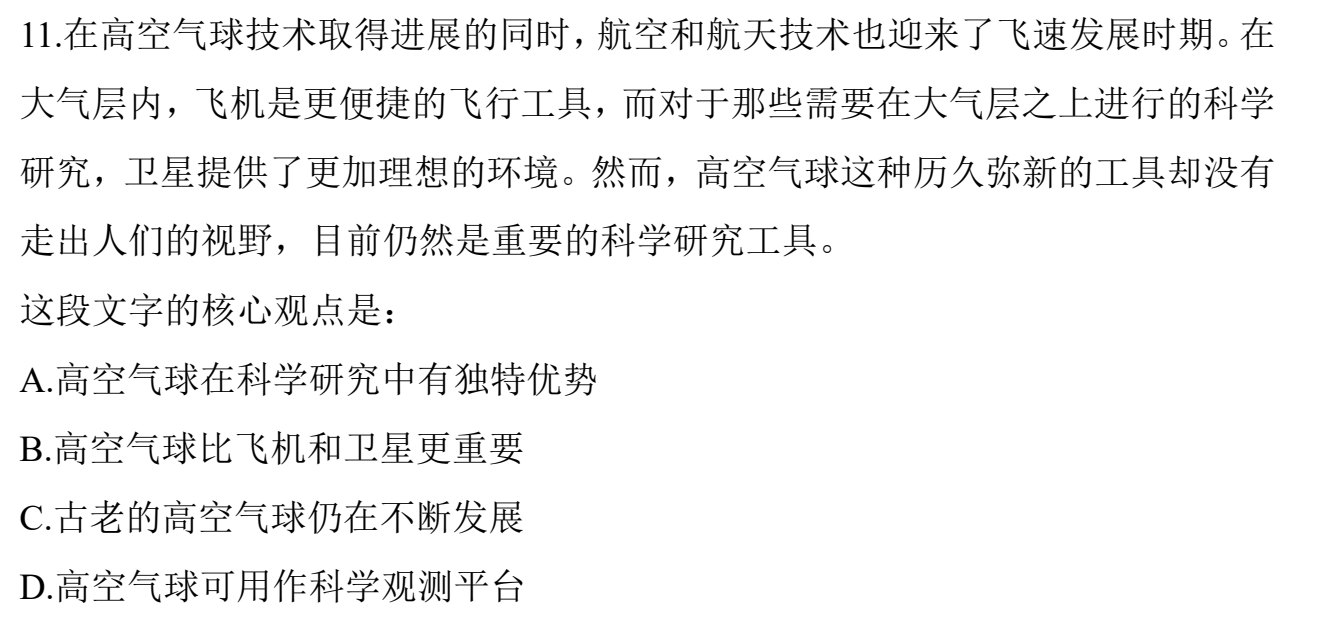 11.在高空气球技术取得进展的同时，航空和航天技术也迎来了飞速发展时期。在
大气层内，飞机是更便捷的飞行工具，而对于那些需要在大气层之上进行的科学
研究，卫星提供了更加理想的环境。然而，高空气球这种历久弥新的工具却没有
走出人们的视野，目前仍然是重要的科学研究工具。
这段文字的核心观点是：
A.高空气球在科学研究中有独特优势
B.高空气球比飞机和卫星更重要
C.古老的高空气球仍在不断发展
D.高空气球可用作科学观测平台